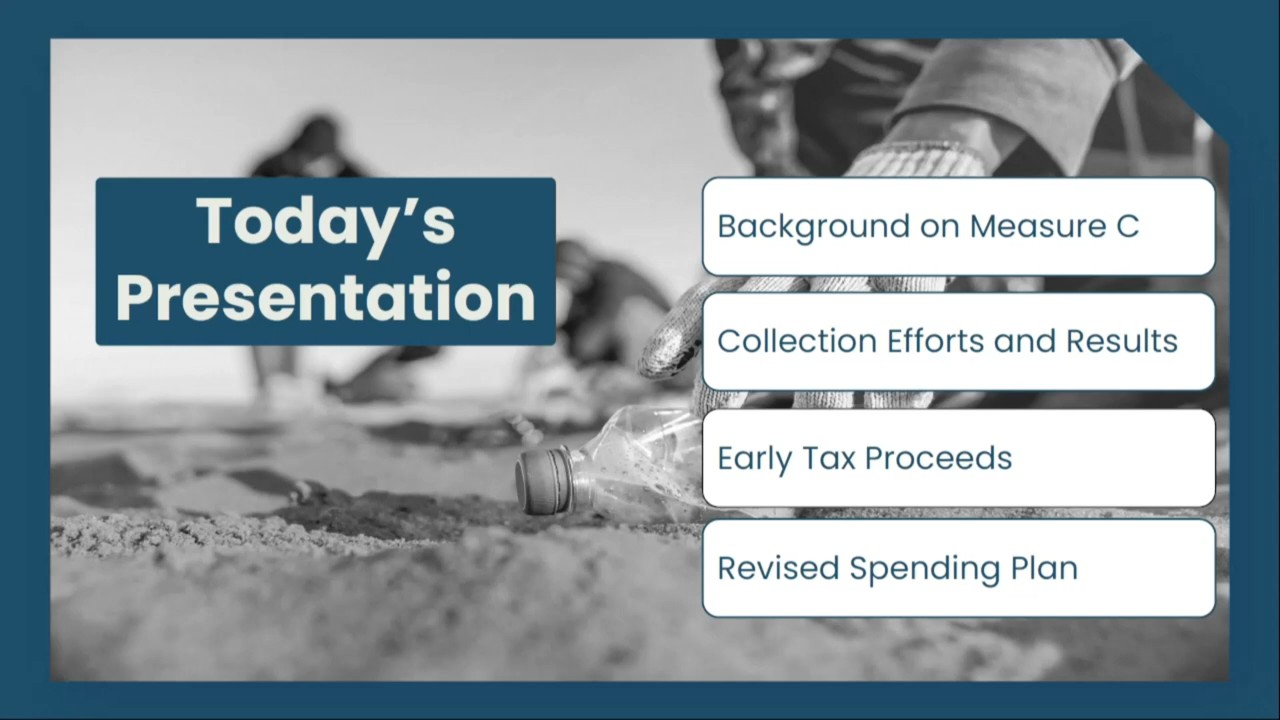 Today’s
Presentation
Background on Measure C
Collection Efforts and Results
Early Tax Proceeds
Revised Spending Plan